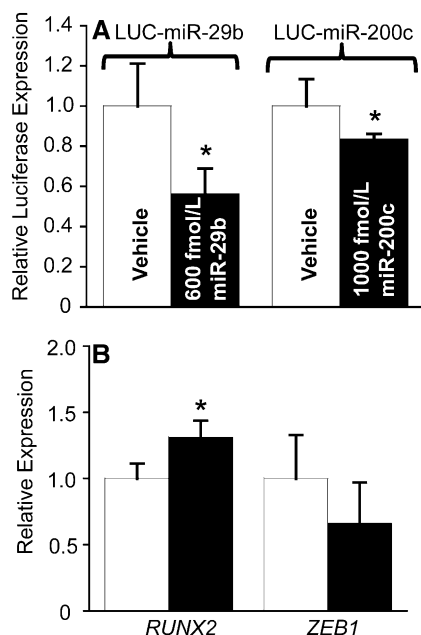 A
LUC-miR-29b
LUC-miR-200c
Relative Luciferase Expression
1.4
1.2
1.0
0.8
0.6
0.4
0.2
0
*
*
Vehicle
600 fmol/L
miR-29b
Vehicle
1000 fmol/L
miR-200c
B
Relative Expression
2.0
1.5
1.0
0.5
0
*
RUNX2
ZEB1